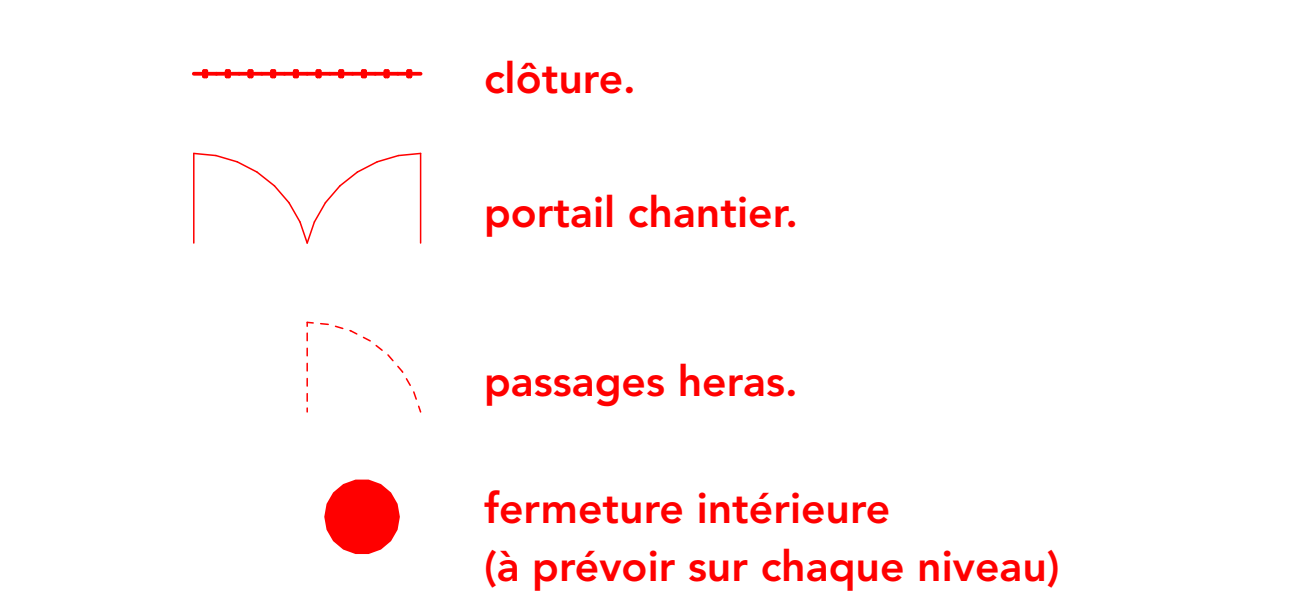 clôture.
portail chantier.
passages heras.
fermeture intérieure
(à prévoir sur chaque niveau)